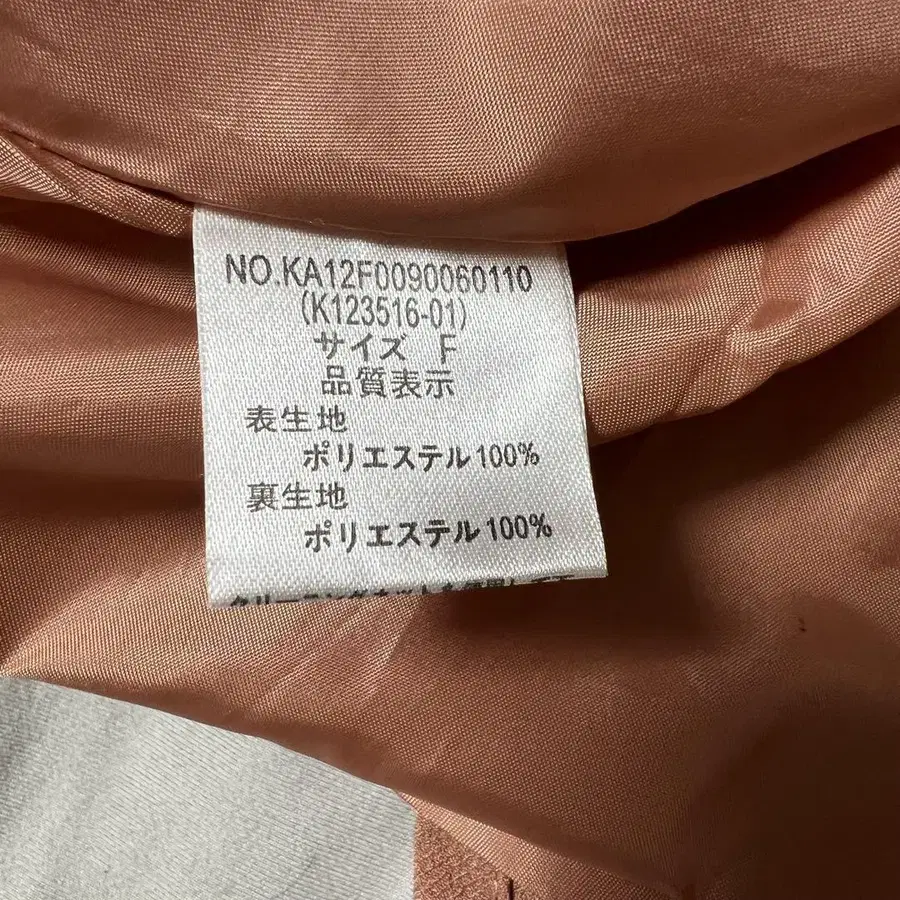 NO.KA12F0090060110
(K123516-01)
サイズ F
品質表示
表生地
ポリエステル100%
裏生地
ポリエステル100%